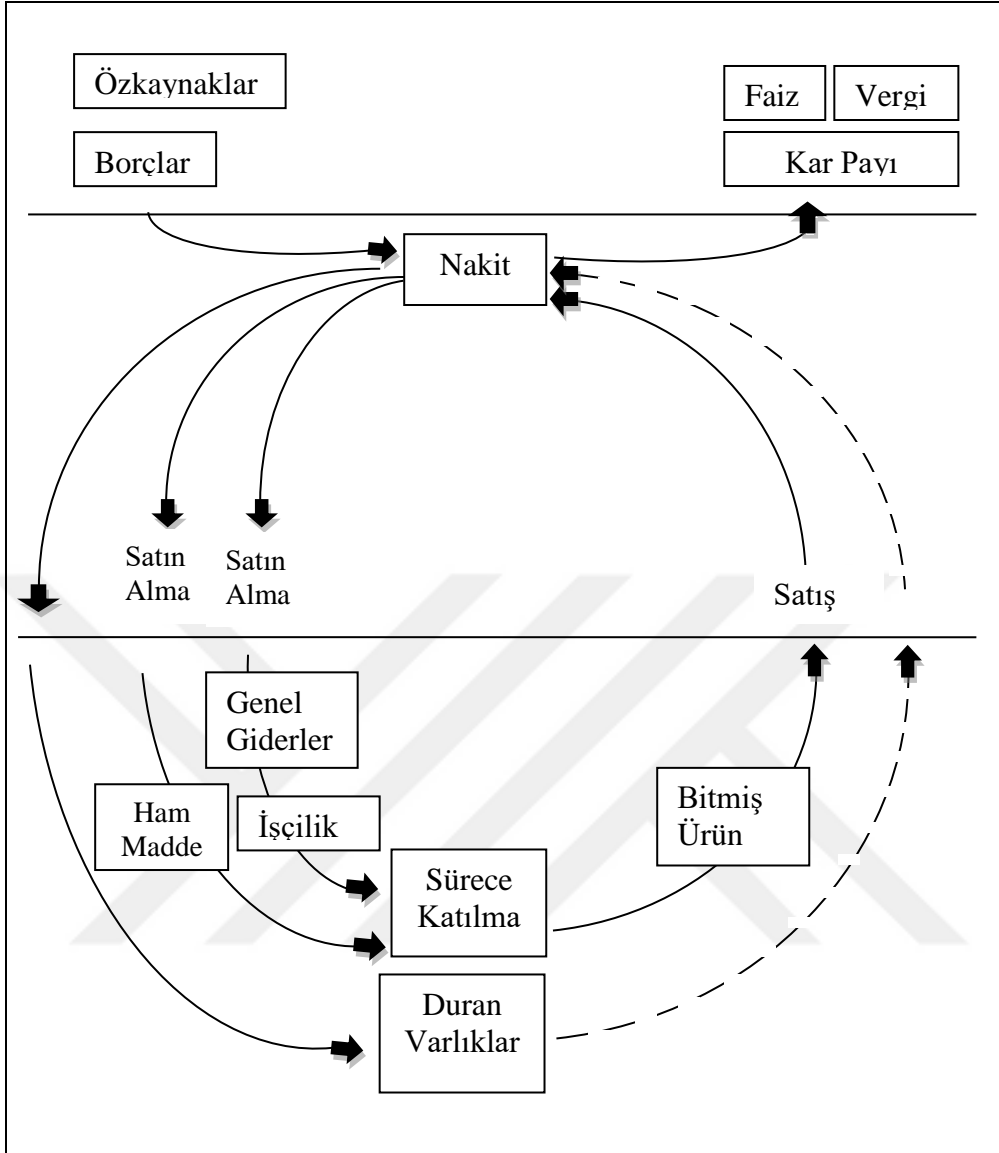 Özkaynaklar
Borçlar
Faiz
Vergi
Kar Payı
Nakit
Satın
Alma
Satın
Alma
Satış
Genel
Giderler
Ham
Madde
İşçilik
Bitmiş
Ürün
Sürece
Katılma
Duran
Varlıklar